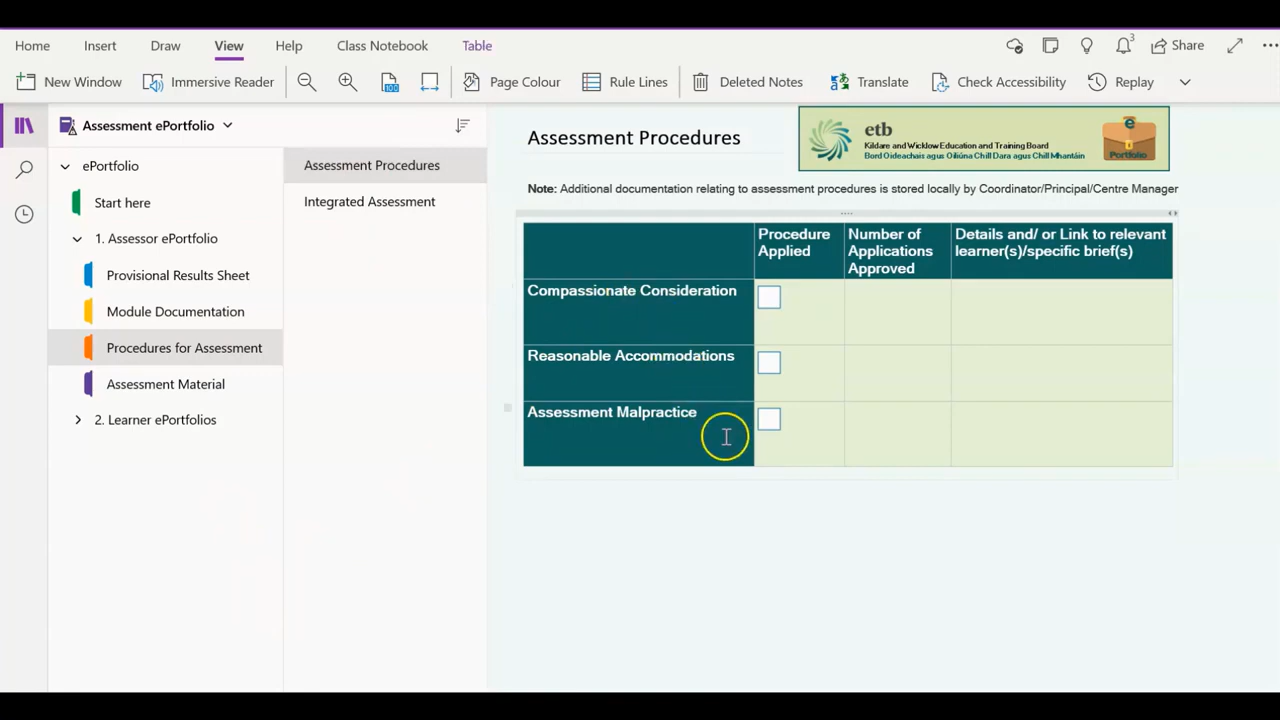 Home Insert Draw View Help Class Notebook Table 3 Share
New Window Immersive Reader 100 Page Colour Rule Lines Deleted Notes Translate Check Accessibility Replay
Assessment ePortfolio
ePortfolio
Start here
1. Assessor ePortfolio
Provisional Results Sheet
Module Documentation
Procedures for Assessment
Assessment Material
2. Learner ePortfolios
Assessment Procedures
Integrated Assessment
Assessment Procedures
etb
Kildare and Wicklow Education and Training Board
Bord Oideachais agus Oiliúna Chill Dara agus Chill Mhantáin
e
Portfolio
Note: Additional documentation relating to assessment procedures is stored locally by Coordinator/Principal/Centre Manager
Procedure Applied
Number of Applications Approved
Details and/ or Link to relevant learner(s)/specific brief(s)
Compassionate Consideration
Reasonable Accommodations
Assessment Malpractice